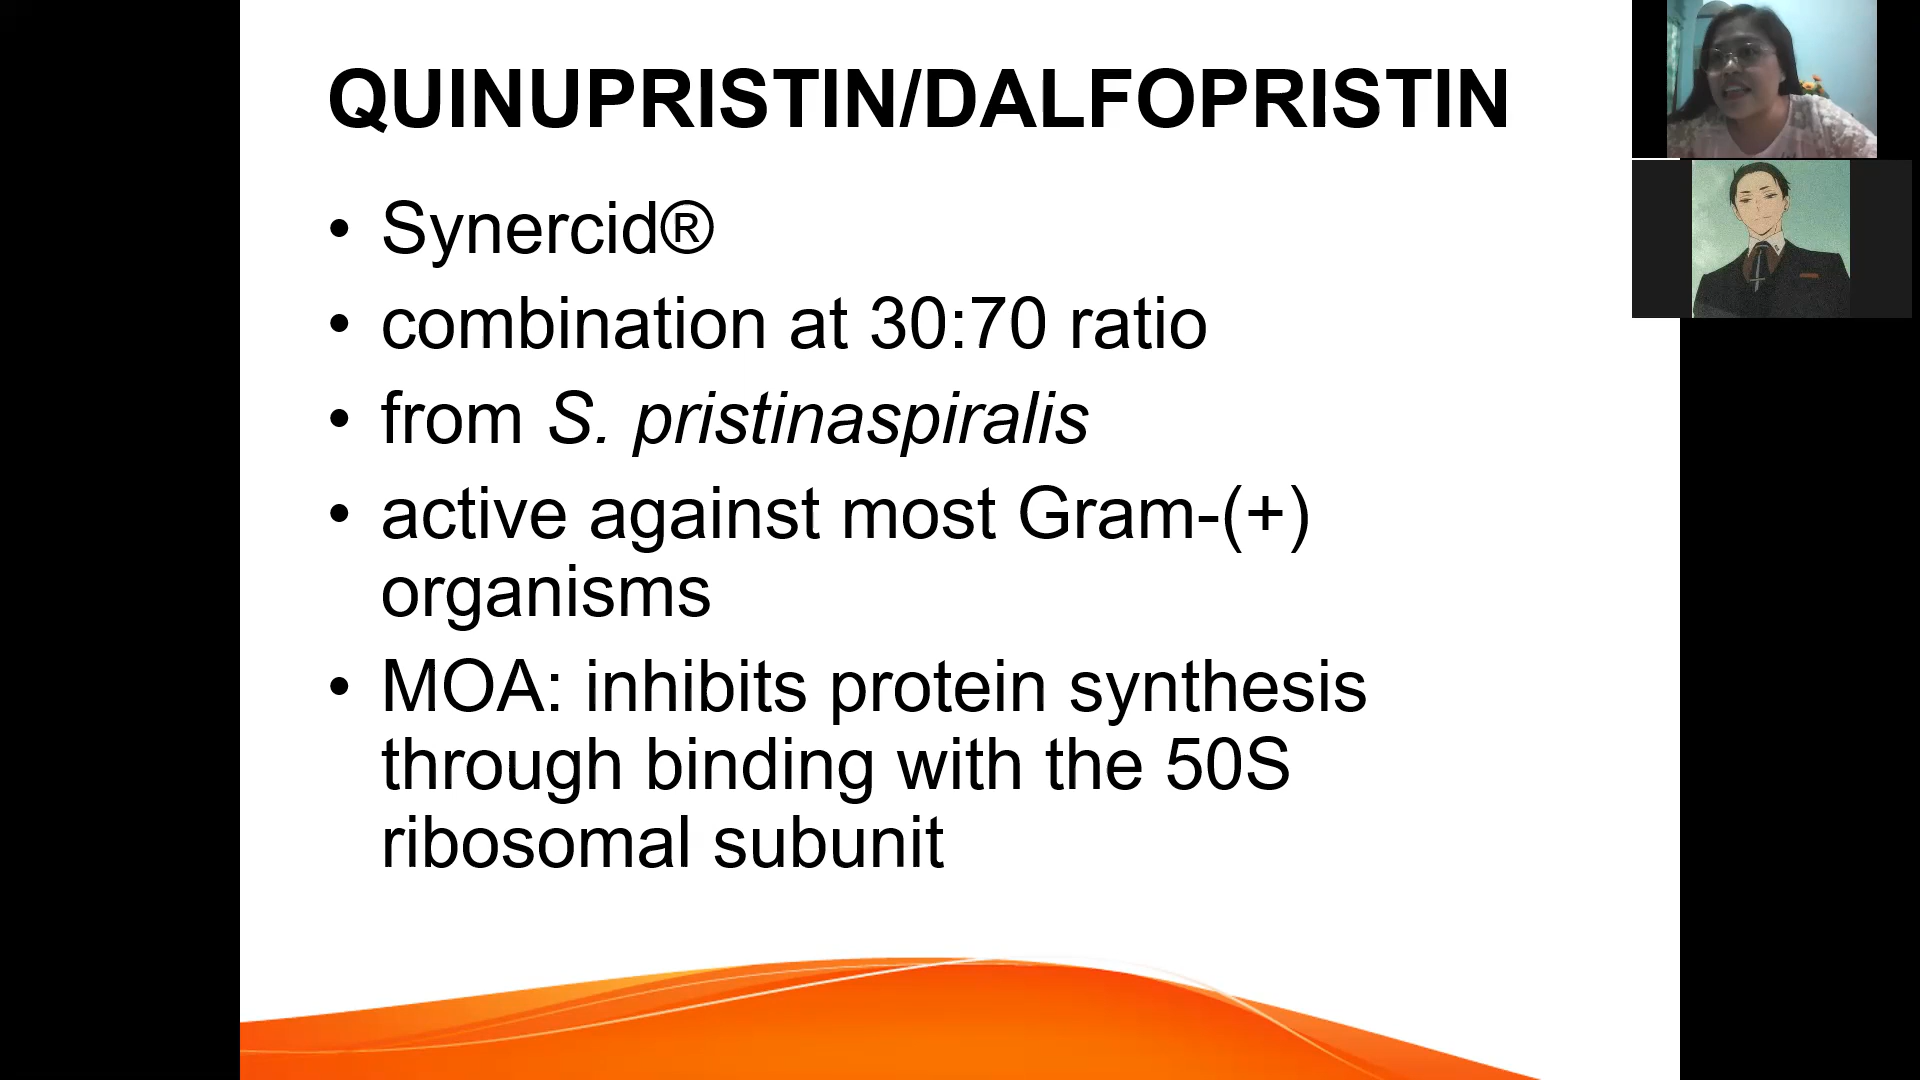 QUINUPRISTIN/DALFOPRISTIN
• Synercid®
• combination at 30:70 ratio
• from S. pristinaspiralis
• active against most Gram-(+)
organisms
• MOA: inhibits protein synthesis
through binding with the 50S
ribosomal subunit